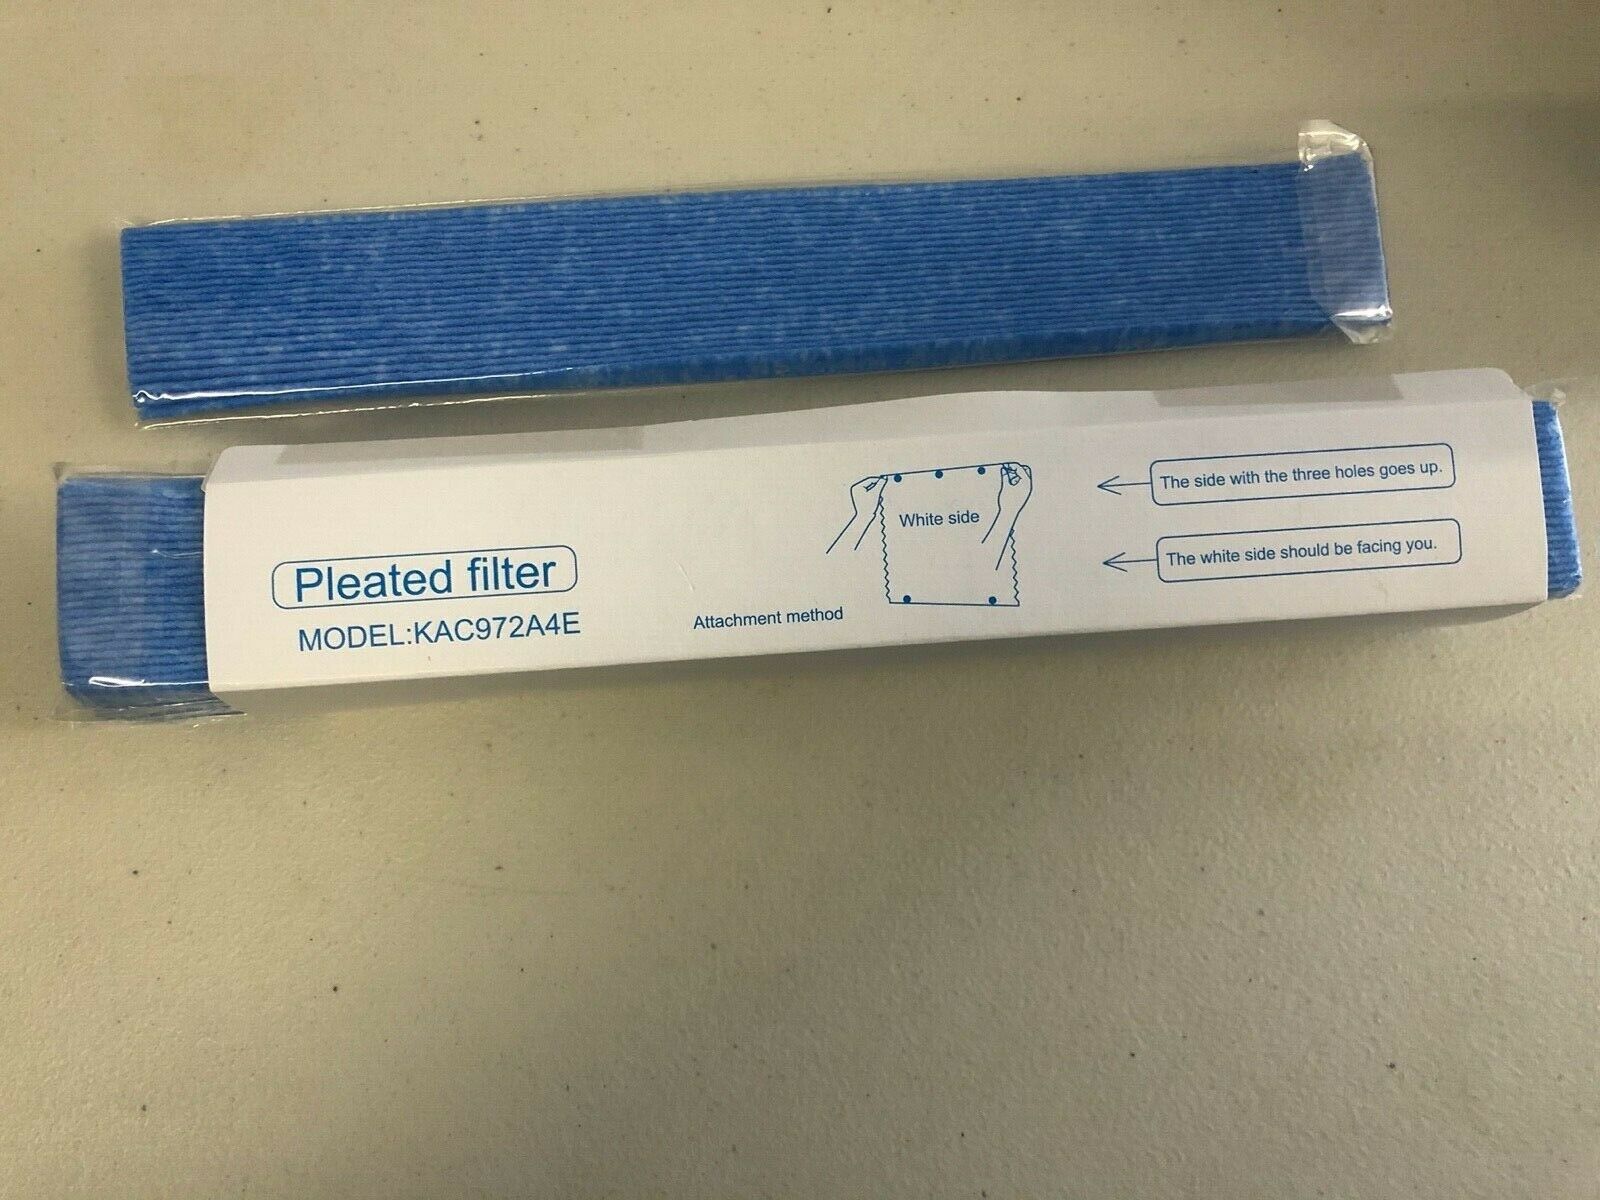 Pleated filter
MODEL:KAC972A4E
Attachment method
White side
The side with the three holes goes up.
The white side should be facing you.